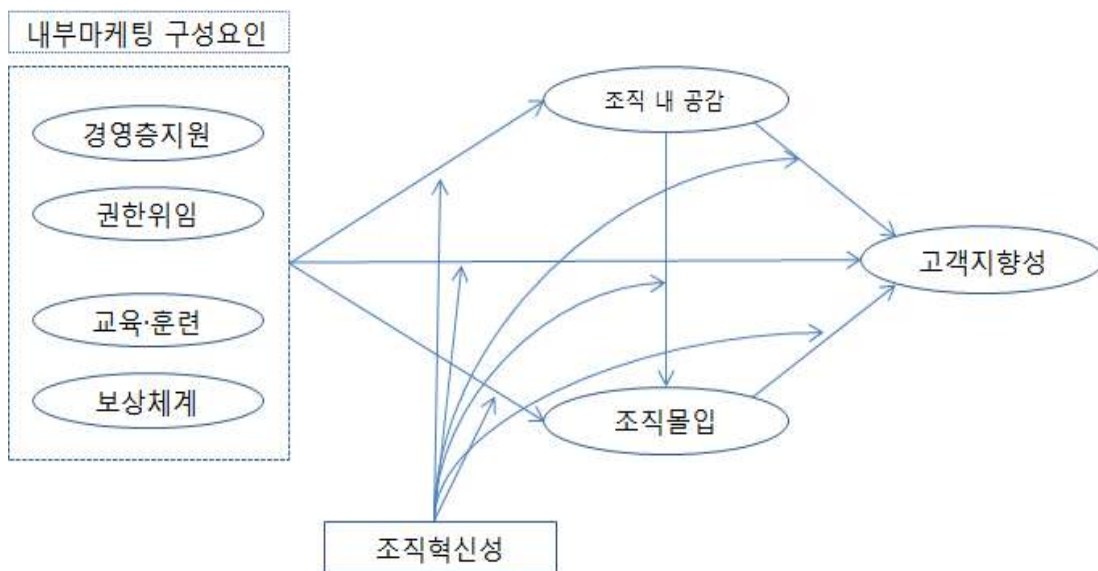 내부마케팅 구성요인
경영층지원
권한위임
교육·훈련
보상체계
조직 내 공감
고객지향성
조직몰입
조직혁신성